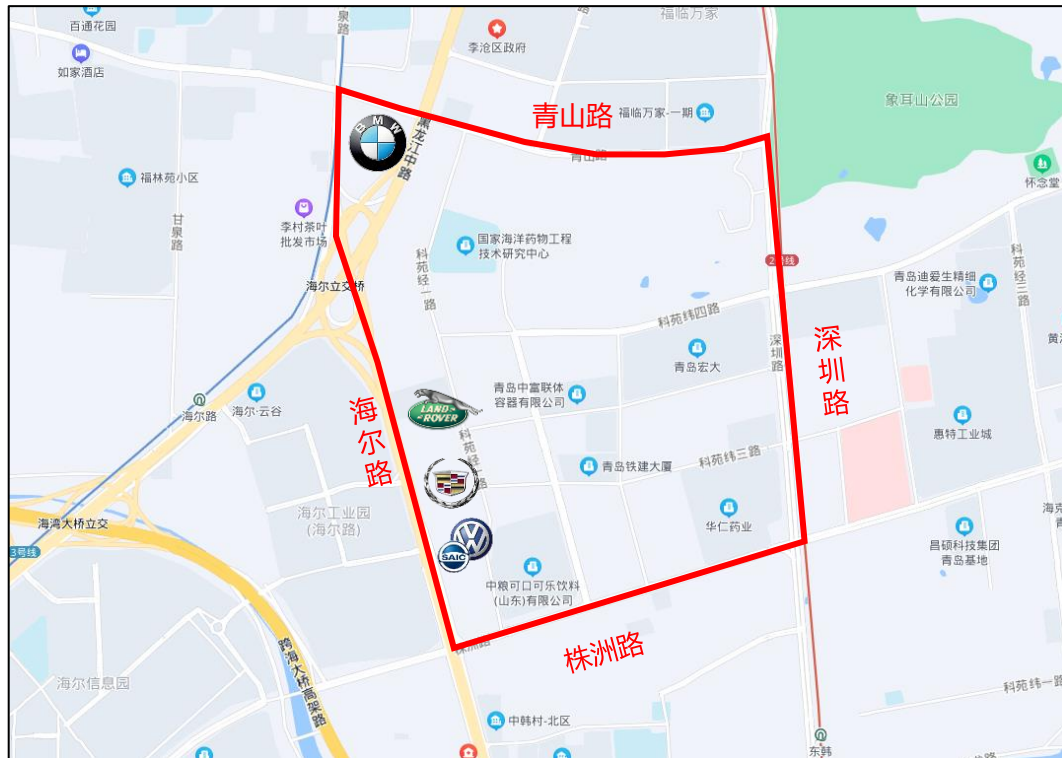 百通花园
泉路
李沧区政府
福临万家
如家酒店
象耳山公园
BMW
黑龙江中路
青山路
福临万家-一期
青山路
怀念堂
福林苑小区
甘泉路
李村茶叶
批发市场
国家海洋药物工程
技术研究中心
科苑经一路
科苑经三路
海尔立交桥
青岛迪爱生精细
化学有限公司
科苑纬四路
深圳路
深圳路
青岛宏大
海尔路
海尔·云谷
青岛中富联体
容器有限公司
LAND-
ROVER
海尔路
惠特工业城
青岛铁建大厦
科苑纬三路
海尔工业园
(海尔路)
华仁药业
海湾大桥立交
3号线
SAIC
昌硕科技集团
青岛基地
中粮可口可乐饮料
(山东)有限公司
株洲路
跨海大桥高架路
海尔信息园
科苑纬一路
中韩村-北区
东韩